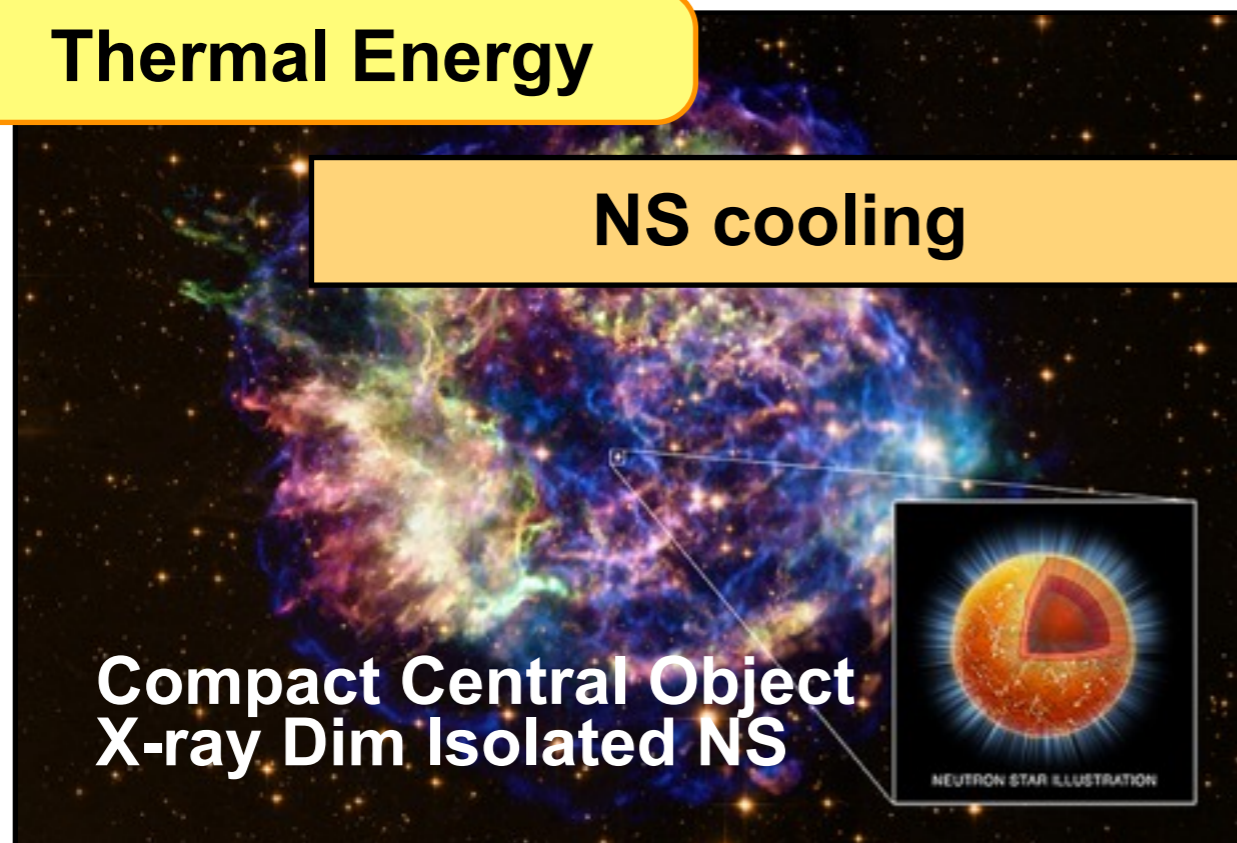 Thermal Energy
NS cooling
Compact Central Object
X-ray Dim Isolated NS
NEUTRON STAR ILLUSTRATION